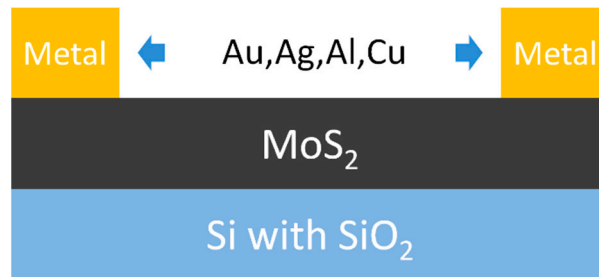 Metal Au,Ag,Al,Cu Metal
MoS₂
Si with SiO₂